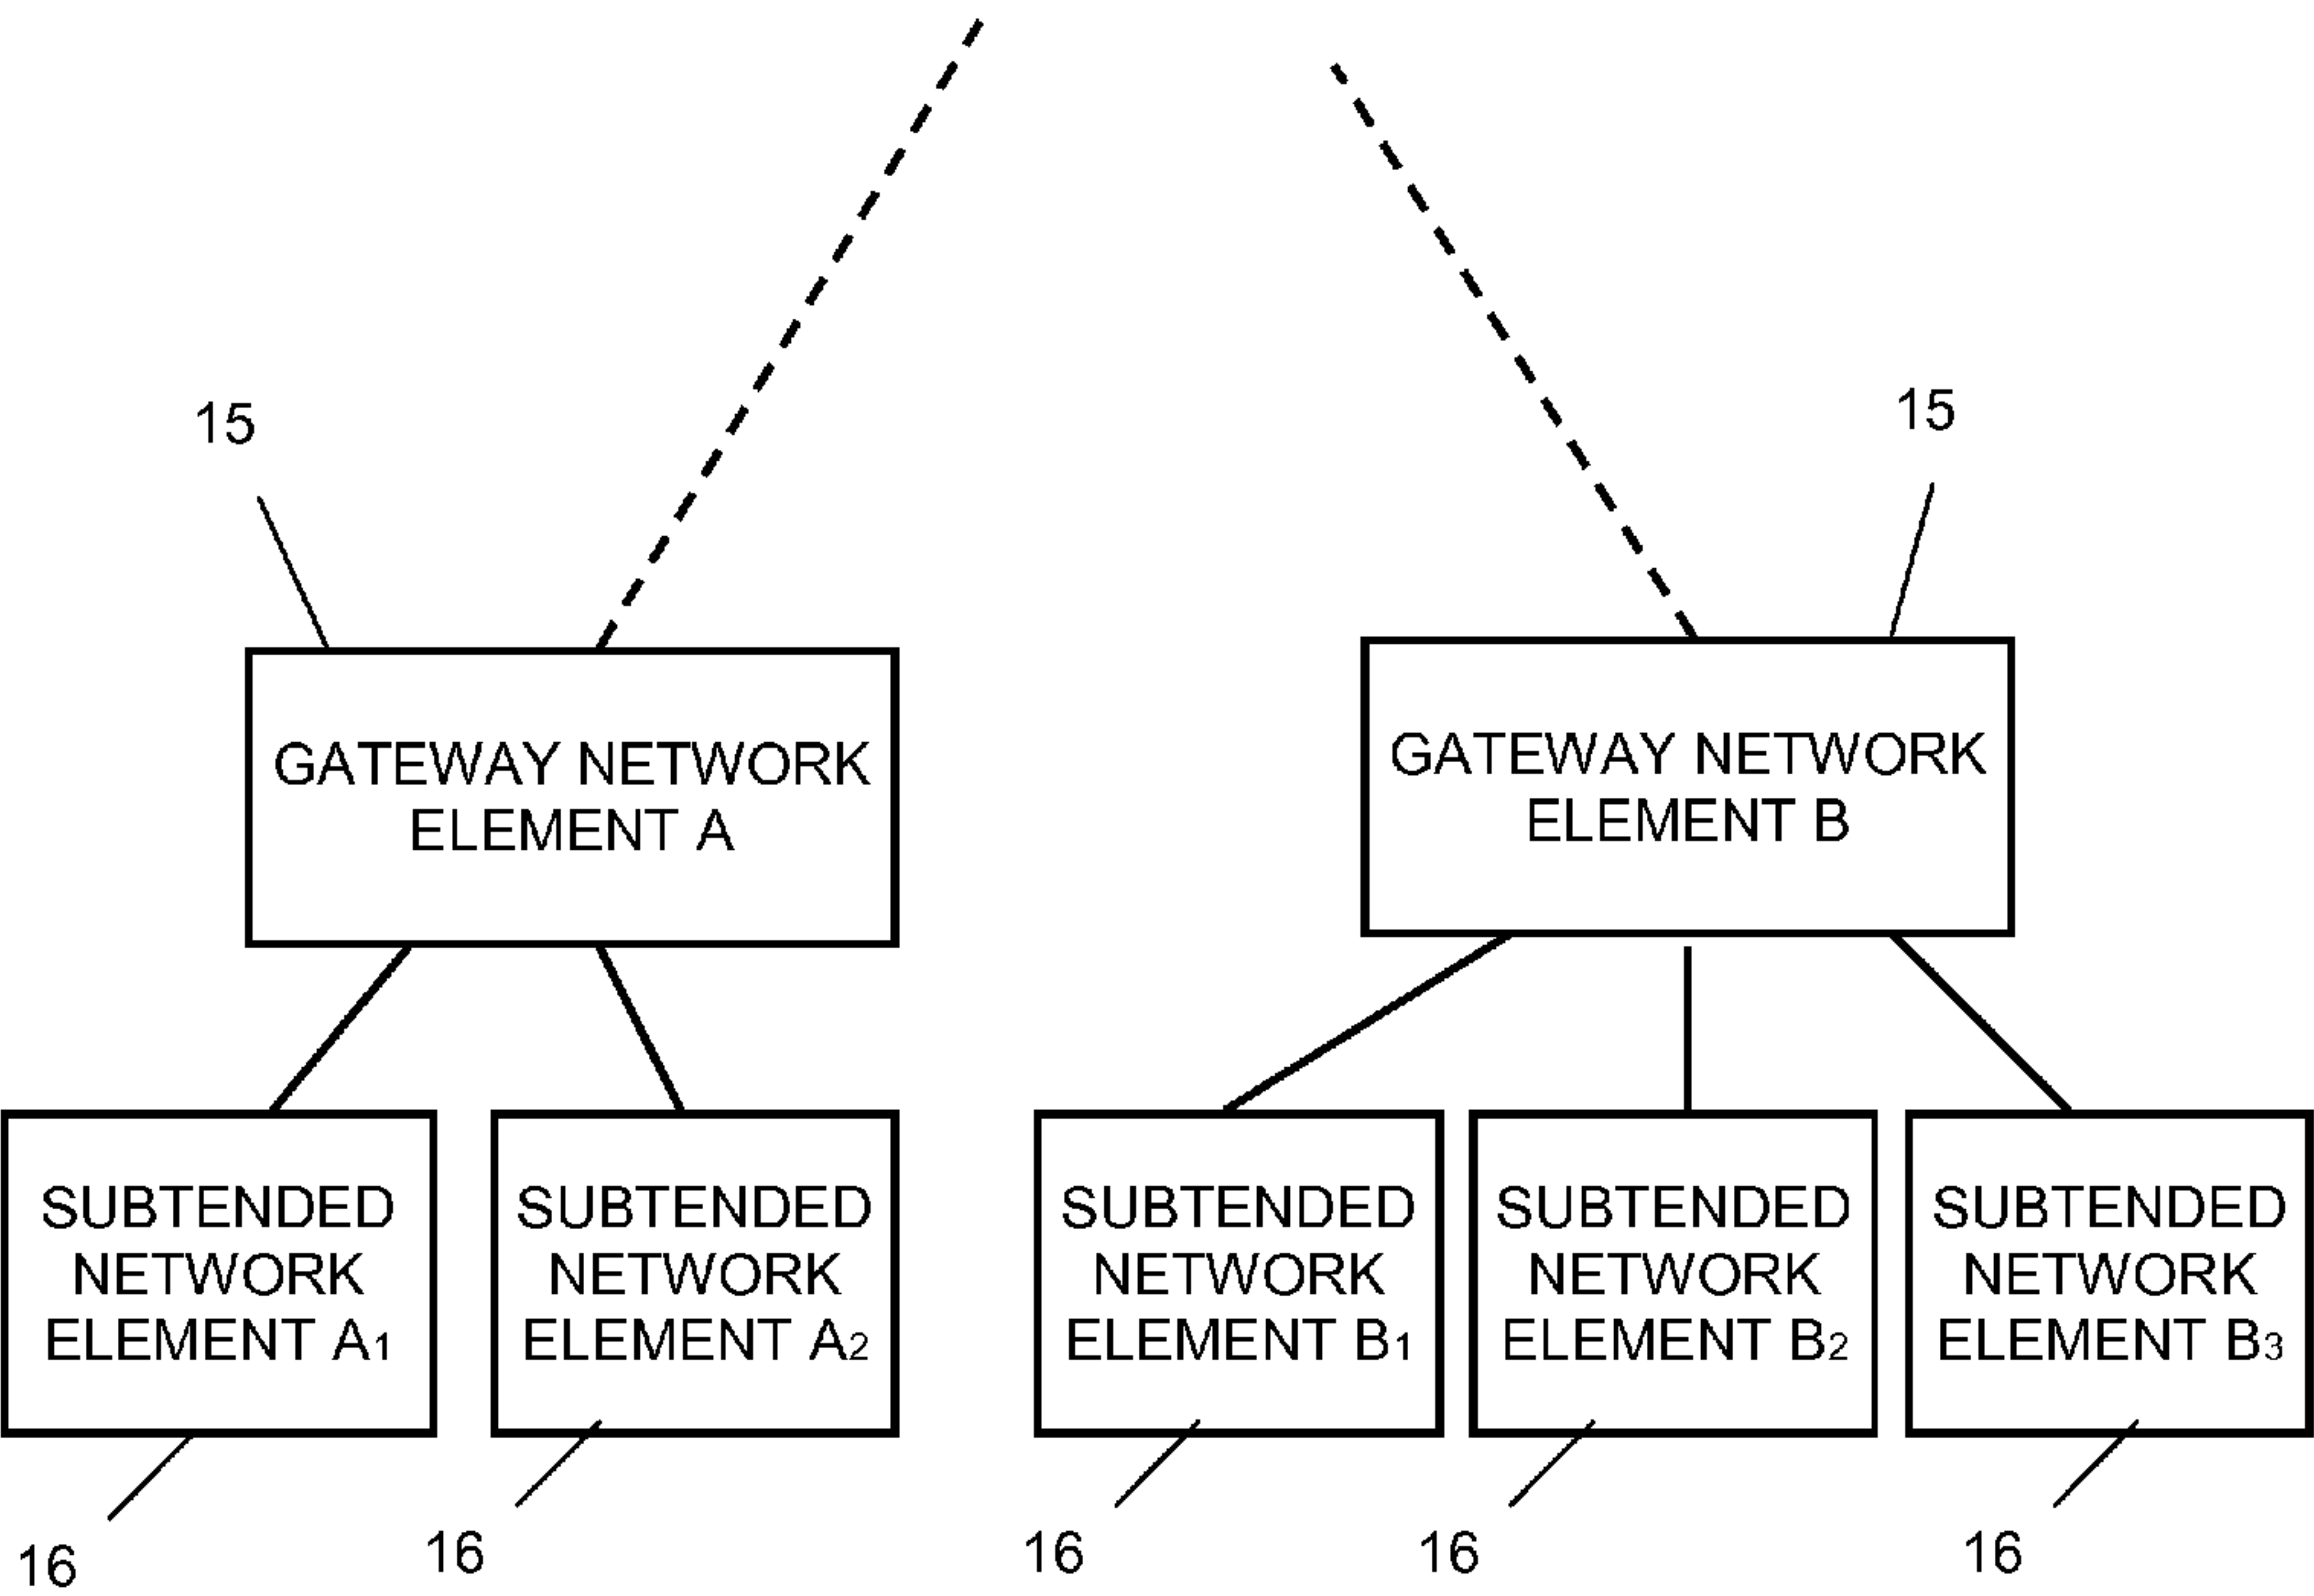 15
15
GATEWAY NETWORK
ELEMENT A
GATEWAY NETWORK
ELEMENT B
SUBTENDED
NETWORK
ELEMENT A1
SUBTENDED
NETWORK
ELEMENT A2
SUBTENDED
NETWORK
ELEMENT B1
SUBTENDED
NETWORK
ELEMENT B2
SUBTENDED
NETWORK
ELEMENT B3
16
16
16
16
16